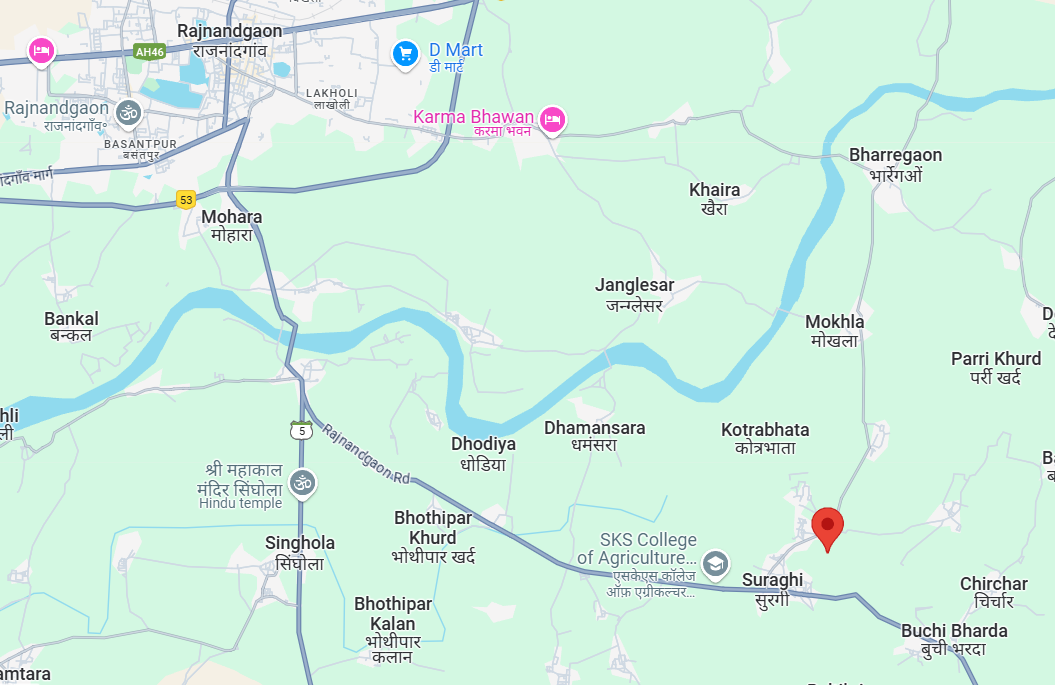 Rajnandgaon
राजनांदगांव
AH46
D Mart
डी मार्ट
LAKHOLI
लाखोली
Rajnandgaon
राजनांदगाँव॰
Karma Bhawan
करमा भवन
BASANTPUR
बसंतपुर
Bharregaon
भार्रेगओं
53
Khaira
खैरा
Mohara
मोहारा
Janglesar
जन्ग्लेसर
Bankal
बन्कल
Mokhla
मोखला
Parri Khurd
पर्री खर्द
5
Rajnandgaon Rd
Dhamansara
धमंसरा
Kotrabhata
कोत्रभाता
Dhodiya
धोडिया
श्री महाकाल
मंदिर सिंघोला
Hindu temple
Bhothipar
Khurd
भोथीपार खर्द
Singhola
सिंघोला
SKS College
of Agriculture...
एसकेएस कॉलेज
ऑफ़ एग्रीकल्चर...
Suraghi
सुरगी
Chirchar
चिर्चार
Bhothipar
Kalan
भोथीपार
कलान
Buchi Bharda
बुची भरदा